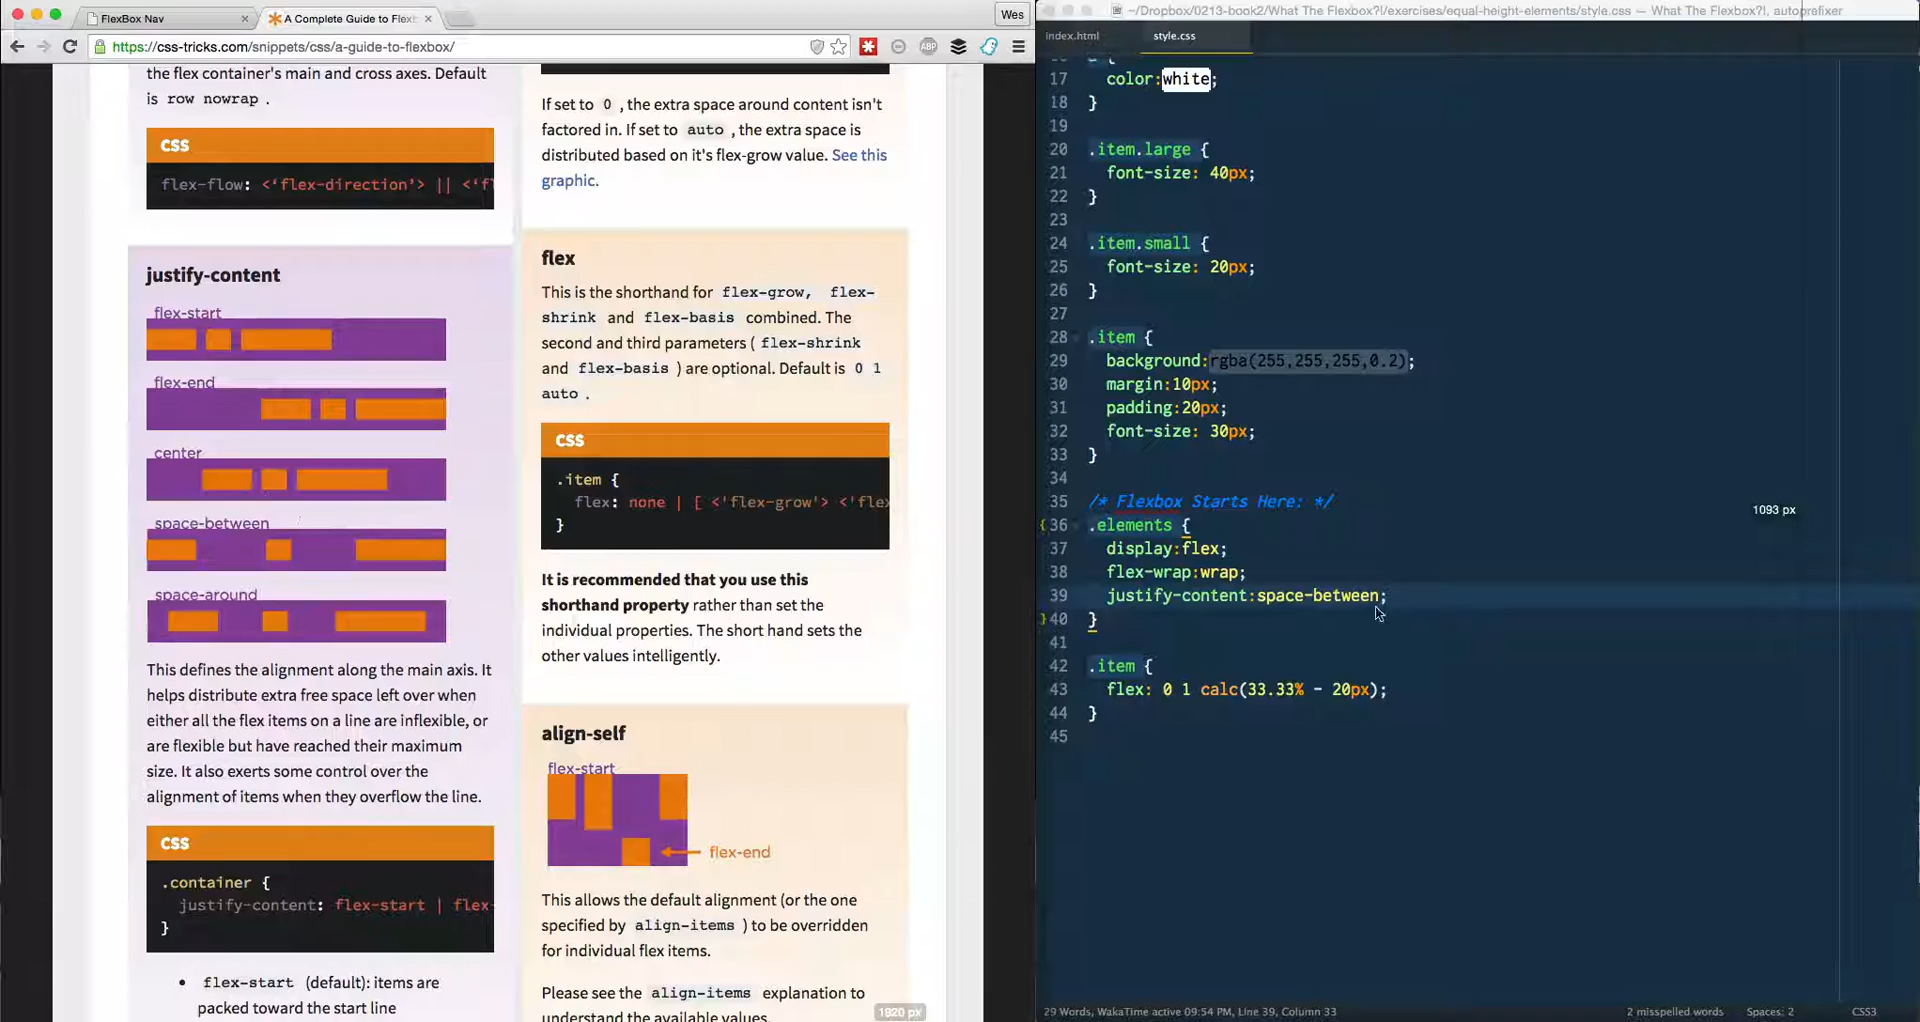 FlexBox Nav
A Complete Guide to Flexb
Wes
https://css-tricks.com/snippets/css/a-guide-to-flexbox/
ABP
the flex container's main and cross axes. Default
is row nowrap .
CSS
flex-flow: <‘flex-direction’> || <‘fl
justify-content
flex-start
flex-end
center
space-between
space-around
This defines the alignment along the main axis. It
helps distribute extra free space left over when
either all the flex items on a line are inflexible, or
are flexible but have reached their maximum
size. It also exerts some control over the
alignment of items when they overflow the line.
CSS
.container {
justify-content: flex-start | flex-
}
• flex-start (default): items are
packed toward the start line
If set to 0 , the extra space around content isn't
factored in. If set to auto , the extra space is
distributed based on it's flex-grow value. See this
graphic.
flex
This is the shorthand for flex-grow, flex-
shrink and flex-basis combined. The
second and third parameters ( flex-shrink
and flex-basis ) are optional. Default is 0 1
auto .
CSS
.item {
flex: none | [ <'flex-grow'> <'flex
}
It is recommended that you use this
shorthand property rather than set the
individual properties. The short hand sets the
other values intelligently.
align-self
flex-start
flex-end
This allows the default alignment (or the one
specified by align-items ) to be overridden
for individual flex items.
Please see the align-items explanation to
understand the available values.
1820 px
~/Dropbox/0213-book2/What The Flexbox?!/exercises/equal-height-elements/style.css — What The Flexbox?!, autoprefixer
index.html
style.css
17 color:white;
18 }
19
20 .item.large {
21 font-size: 40px;
22 }
23
24 .item.small {
25 font-size: 20px;
26 }
27
28 .item {
29 background:rgba(255,255,255,0.2);
30 margin:10px;
31 padding:20px;
32 font-size: 30px;
33 }
34
35 /* Flexbox Starts Here: */
{36 .elements {
37 display:flex;
38 flex-wrap:wrap;
39 justify-content:space-between;
}40 }
41
42 .item {
43 flex: 0 1 calc(33.33% - 20px);
44 }
45
1093 px
29 Words, WakaTime active 09:54 PM, Line 39, Column 33
2 misspelled words
Spaces: 2
CSS3